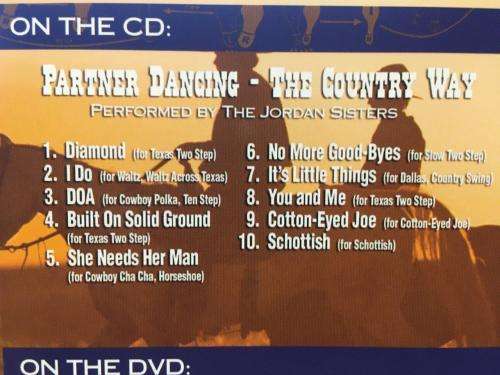 ON THE CD:
PARTNER DANCING - THE COUNTRY WAY
PERFORMED BY THE JORDAN SISTERS
1. Diamond (for Texas Two Step)
2. I Do (for Waltz, Waltz Across Texas)
3. DOA (for Cowboy Polka, Ten Step)
4. Built On Solid Ground
(for Texas Two Step)
5. She Needs Her Man
(for Cowboy Cha Cha, Horseshoe)
6. No More Good-Byes (for Slow Two Step)
7. It's Little Things (for Dallas, Country Swing)
8. You and Me (for Texas Two Step)
9. Cotton-Eyed Joe (for Cotton-Eyed Joe)
10. Schottish (for Schottish)
ON THE DVD: